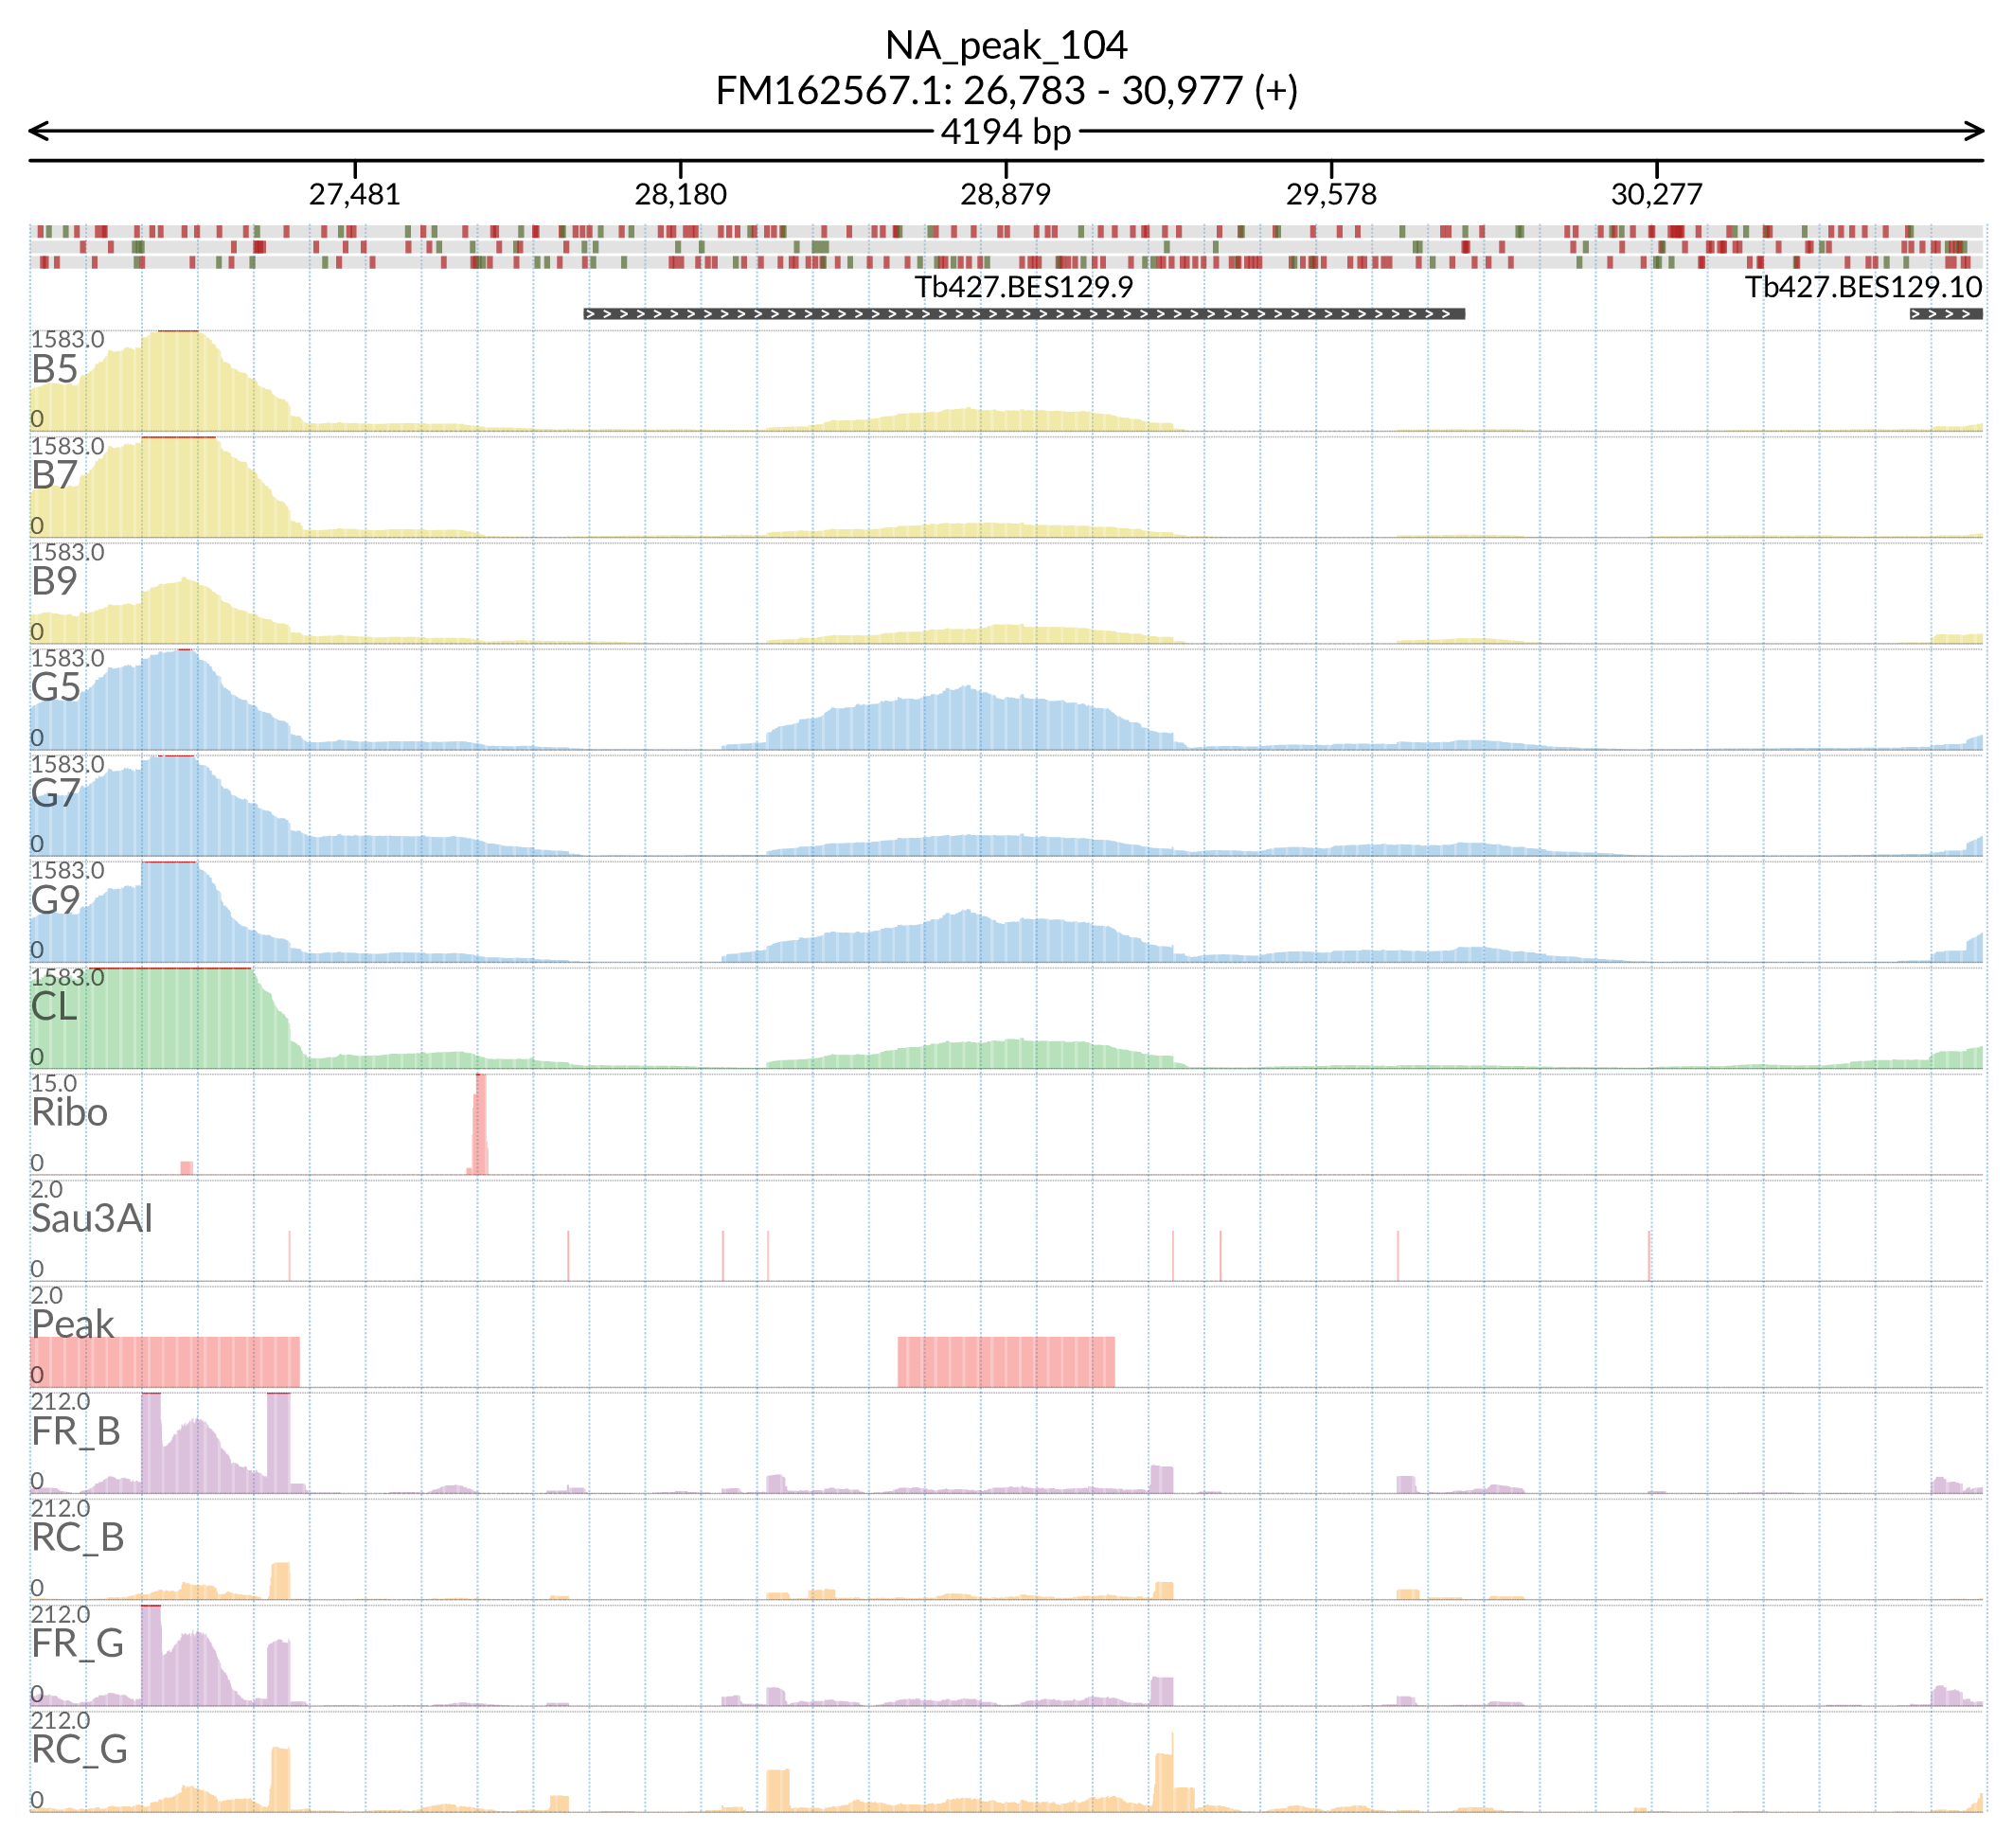 NA_peak_104
FM162567.1: 26,783 - 30,977 (+)
4194 bp
27,481 28,180 28,879 29,578 30,277
Tb427.BES129.9 Tb427.BES129.10
1583.0
B5
0
1583.0
B7
0
1583.0
B9
0
1583.0
G5
0
1583.0
G7
0
1583.0
G9
0
1583.0
CL
0
15.0
Ribo
0
2.0
Sau3AI
0
2.0
Peak
0
212.0
FR_B
0
212.0
RC_B
0
212.0
FR_G
0
212.0
RC_G
0